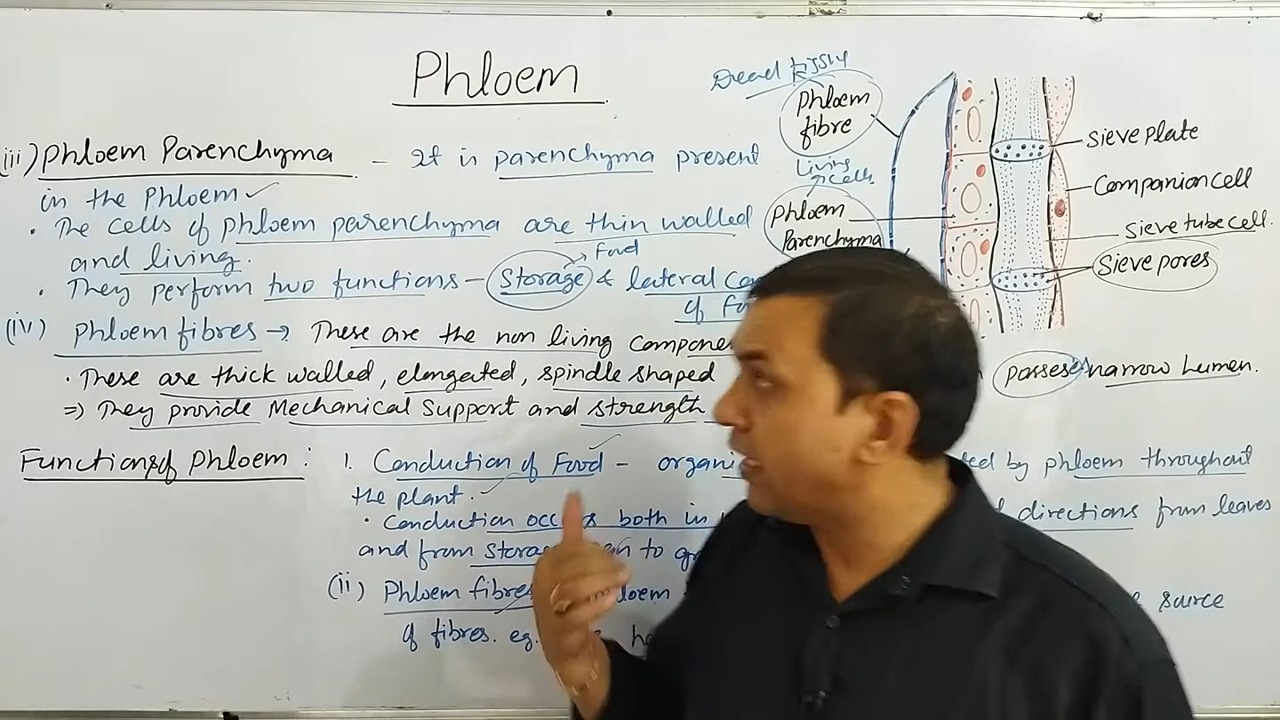 Phloem
(iii) Phloem Parenchyma - It is parenchyma present
in the Phloem ✓
• The cells of phloem parenchyma are thin walled
and living.
Food
• They perform two functions - Storage & lateral
of
(iv) Phloem fibres → These are the non living
• These are thick walled, elongated, spindle shaped
possesses narrow Lumen.
⇒ They provide Mechanical Support and strength
Functions of Phloem : 1. Conduction of Food - by phloem throughout
the plant.
• Conduction occurs both in directions from leaves
and from to
(ii) Phloem fibres source
of fibres. eg.
Dead
Phloem
fibre
Living
cells
Phloem
Parenchyma
Sieve plate
Companion cell
Sieve tube cell.
Sieve pores